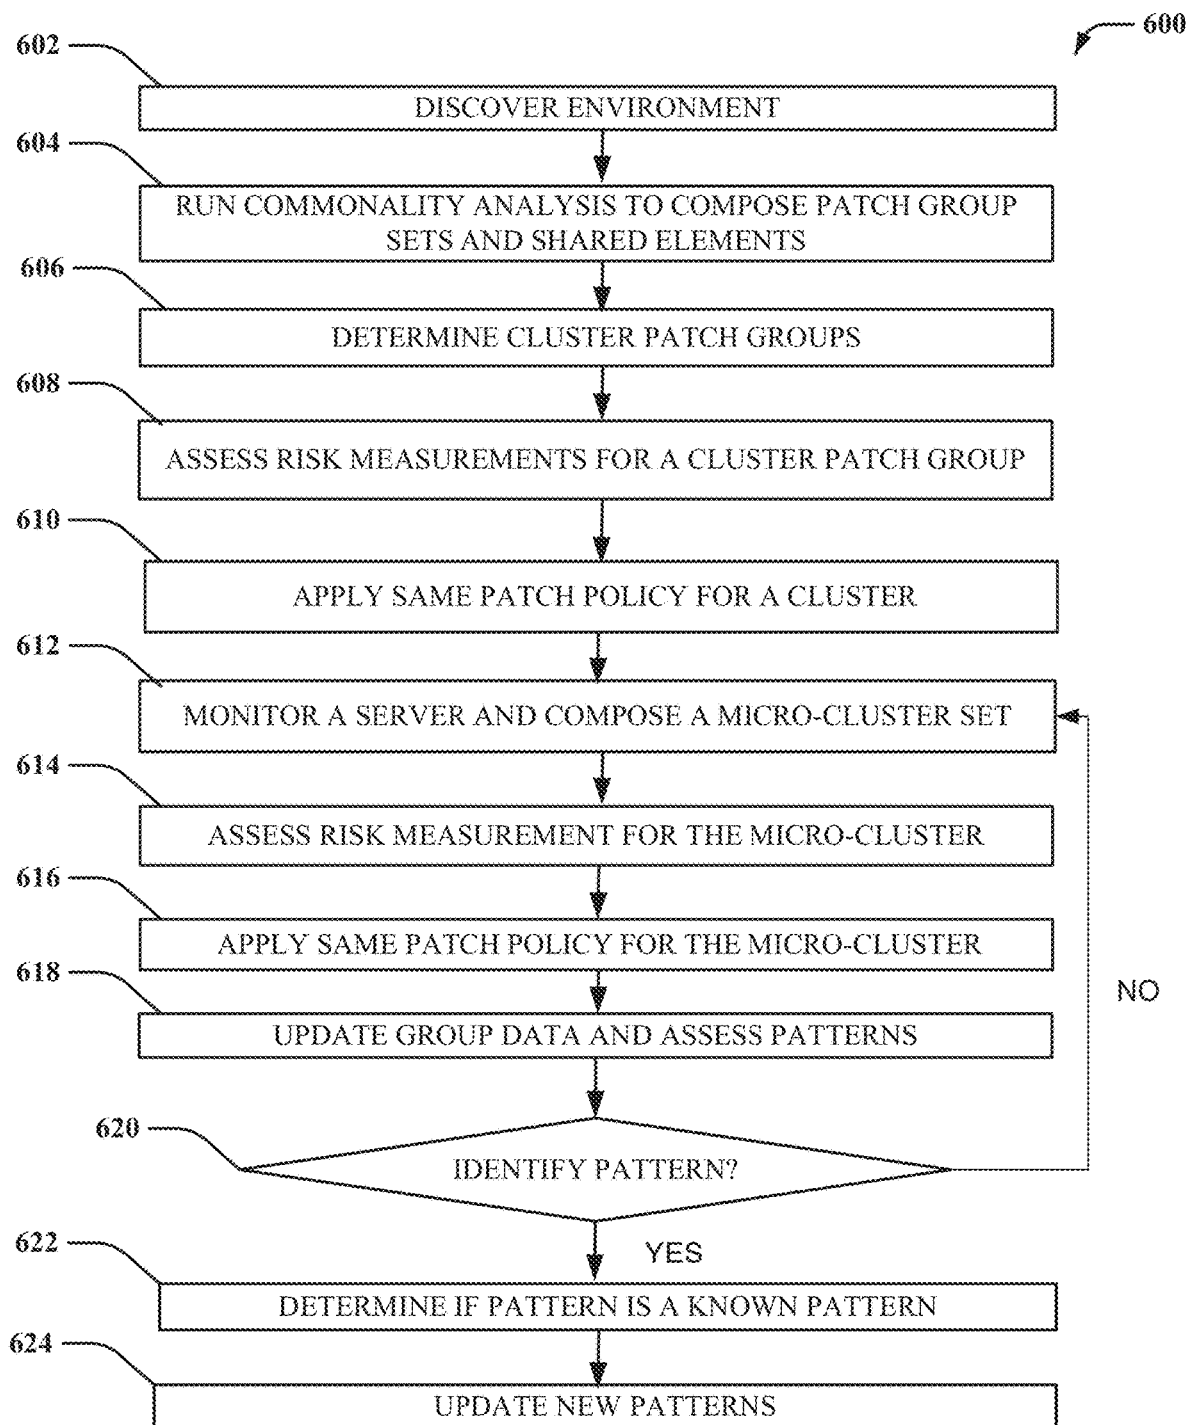 600
602
DISCOVER ENVIRONMENT
604
RUN COMMONALITY ANALYSIS TO COMPOSE PATCH GROUP
SETS AND SHARED ELEMENTS
606
DETERMINE CLUSTER PATCH GROUPS
608
ASSESS RISK MEASUREMENTS FOR A CLUSTER PATCH GROUP
610
APPLY SAME PATCH POLICY FOR A CLUSTER
612
MONITOR A SERVER AND COMPOSE A MICRO-CLUSTER SET
614
ASSESS RISK MEASUREMENT FOR THE MICRO-CLUSTER
616
APPLY SAME PATCH POLICY FOR THE MICRO-CLUSTER
618
UPDATE GROUP DATA AND ASSESS PATTERNS
NO
620
IDENTIFY PATTERN?
YES
622
DETERMINE IF PATTERN IS A KNOWN PATTERN
624
UPDATE NEW PATTERNS